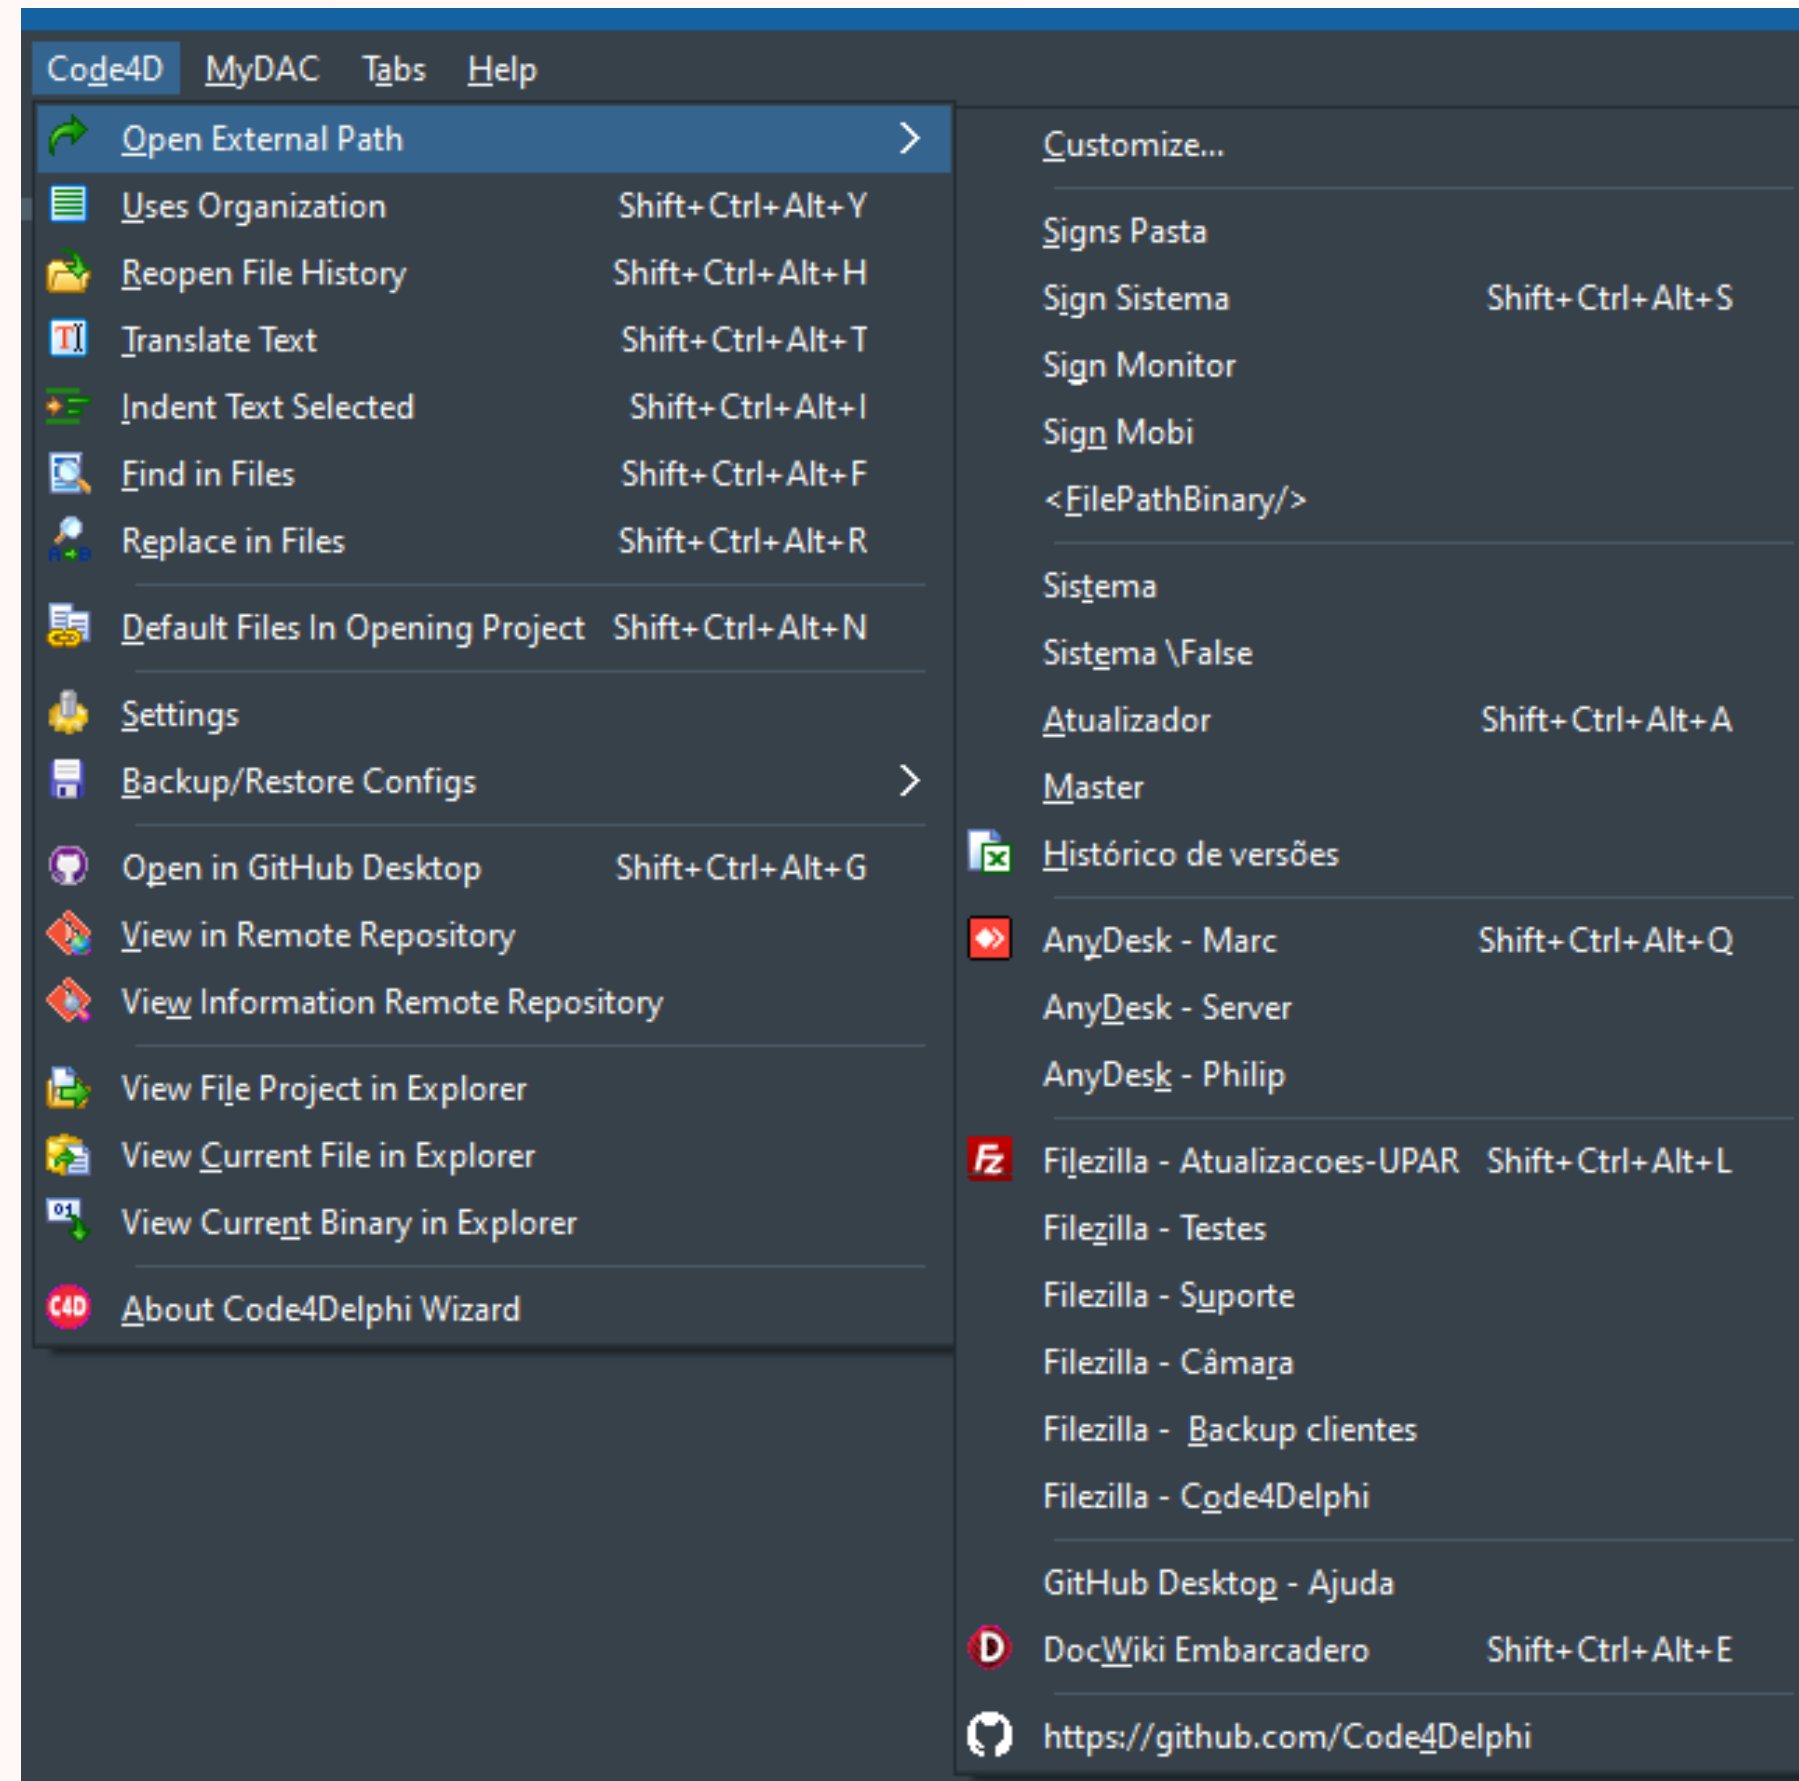 Code4D MyDAC Tabs Help
Open External Path
Uses Organization Shift+Ctrl+Alt+Y
Reopen File History Shift+Ctrl+Alt+H
Translate Text Shift+Ctrl+Alt+T
Indent Text Selected Shift+Ctrl+Alt+I
Find in Files Shift+Ctrl+Alt+F
Replace in Files Shift+Ctrl+Alt+R
Default Files In Opening Project Shift+Ctrl+Alt+N
Settings
Backup/Restore Configs
Open in GitHub Desktop Shift+Ctrl+Alt+G
View in Remote Repository
View Information Remote Repository
View File Project in Explorer
View Current File in Explorer
01
View Current Binary in Explorer
C4D
About Code4Delphi Wizard
Customize...
Signs Pasta
Sign Sistema Shift+Ctrl+Alt+S
Sign Monitor
Sign Mobi
<FilePathBinary/>
Sistema
Sistema \False
Atualizador Shift+Ctrl+Alt+A
Master
Histórico de versões
AnyDesk - Marc Shift+Ctrl+Alt+Q
AnyDesk - Server
AnyDesk - Philip
Fz
Filezilla - Atualizacoes-UPAR Shift+Ctrl+Alt+L
Filezilla - Testes
Filezilla - Suporte
Filezilla - Câmara
Filezilla -  Backup clientes
Filezilla - Code4Delphi
GitHub Desktop - Ajuda
D
DocWiki Embarcadero Shift+Ctrl+Alt+E
https://github.com/Code4Delphi